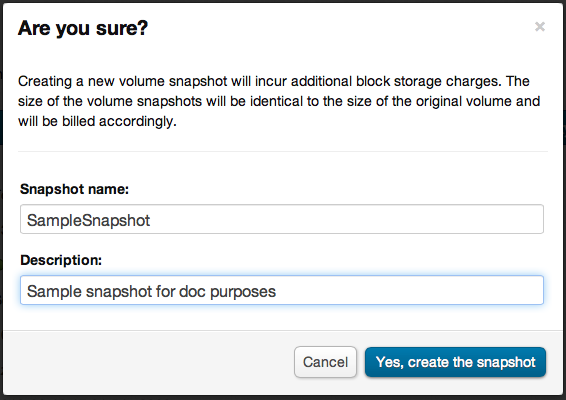 Are you sure?
×
Creating a new volume snapshot will incur additional block storage charges. The
size of the volume snapshots will be identical to the size of the original volume and
will be billed accordingly.
Snapshot name:
SampleSnapshot
Description:
Sample snapshot for doc purposes
Cancel
Yes, create the snapshot